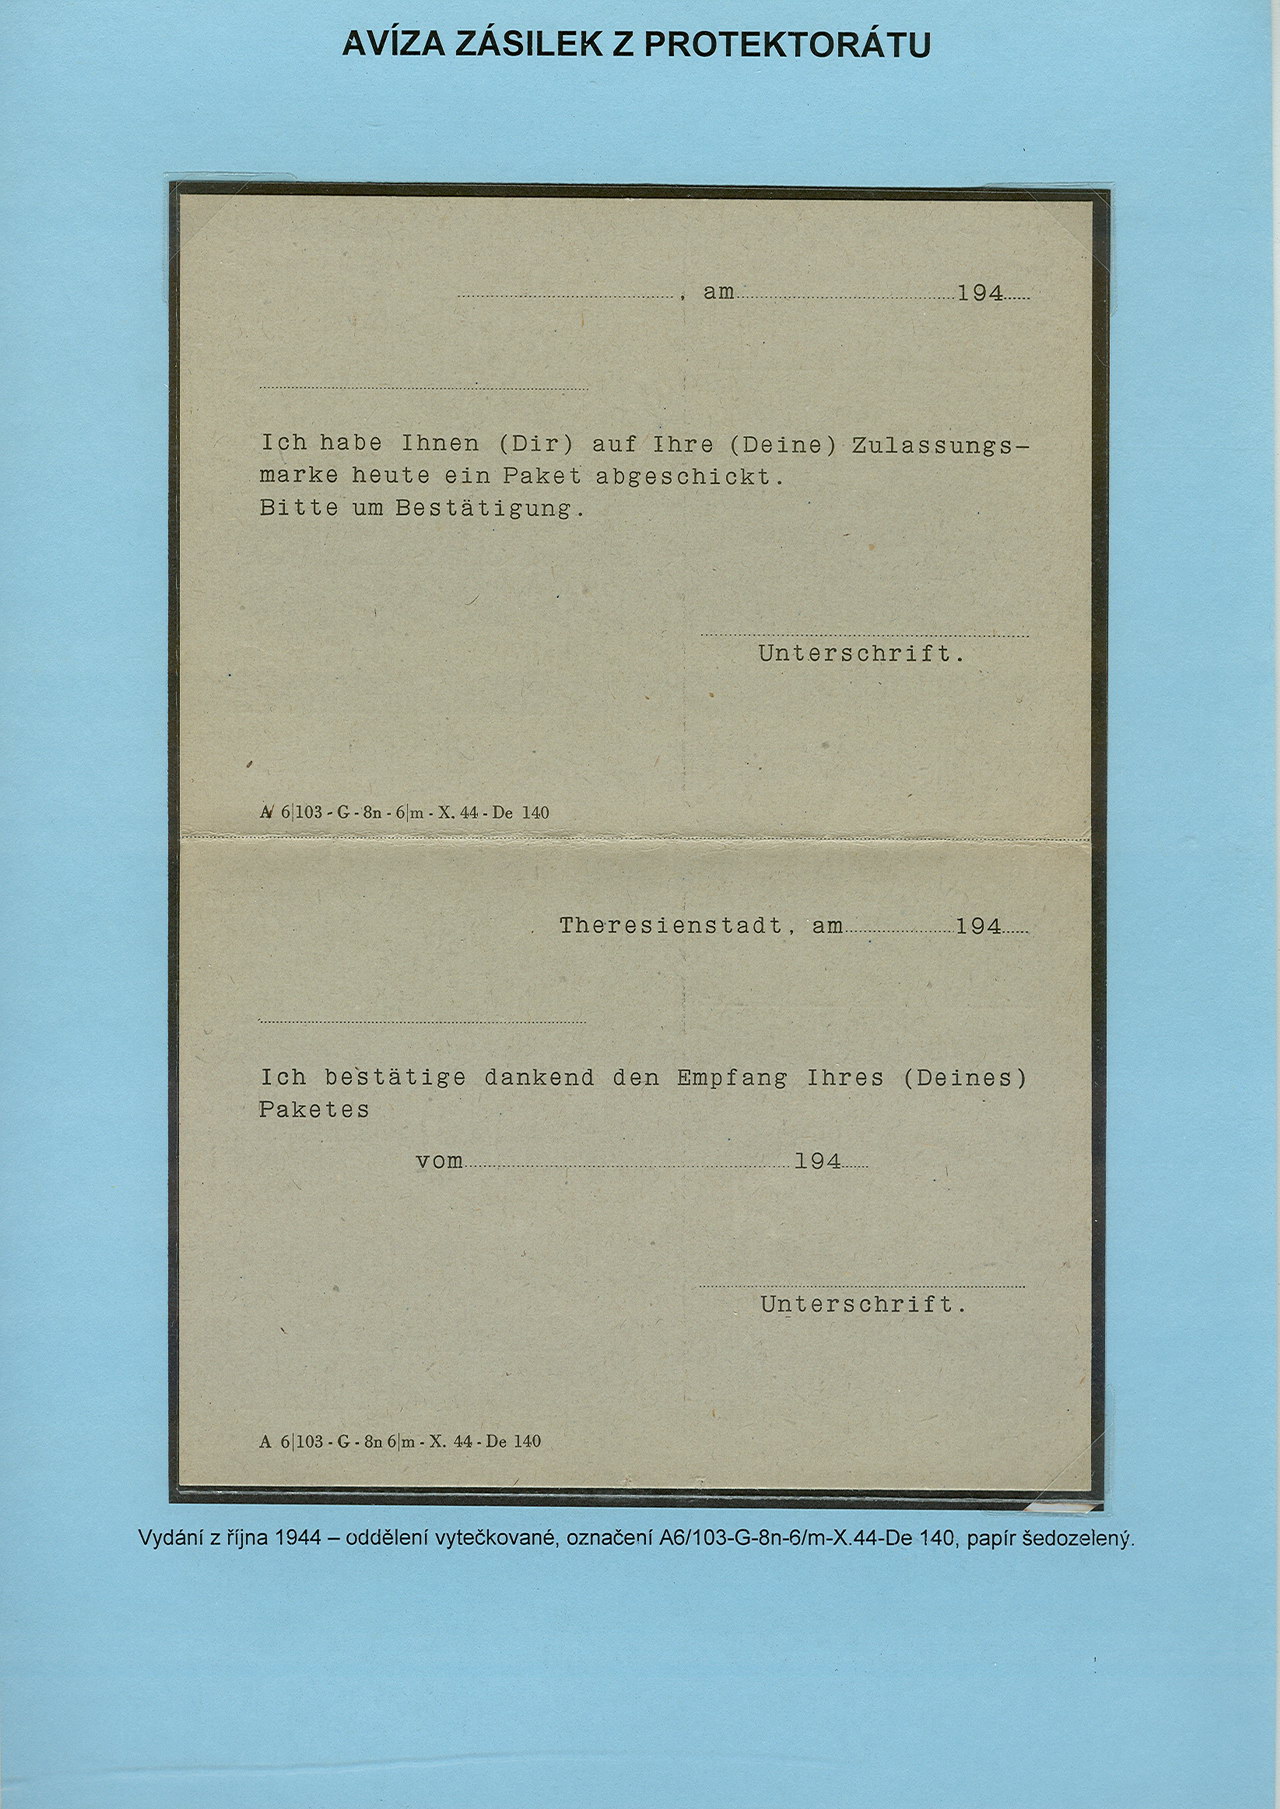 AVÍZA ZÁSILEK Z PROTEKTORÁTU
, am 194
Ich habe Ihnen (Dir) auf Ihre (Deine) Zulassungs-
marke heute ein Paket abgeschickt.
Bitte um Bestätigung.
Unterschrift.
A 6|103 - G - 8n - 6|m - X. 44 - De 140
Theresienstadt, am 194
Ich bestätige dankend den Empfang Ihres (Deines)
Paketes
vom 194
Unterschrift.
A 6|103 - G - 8n 6|m - X. 44 - De 140
Vydání z října 1944 – oddělení vytečkované, označení A6/103-G-8n-6/m-X.44-De 140, papír šedozelený.